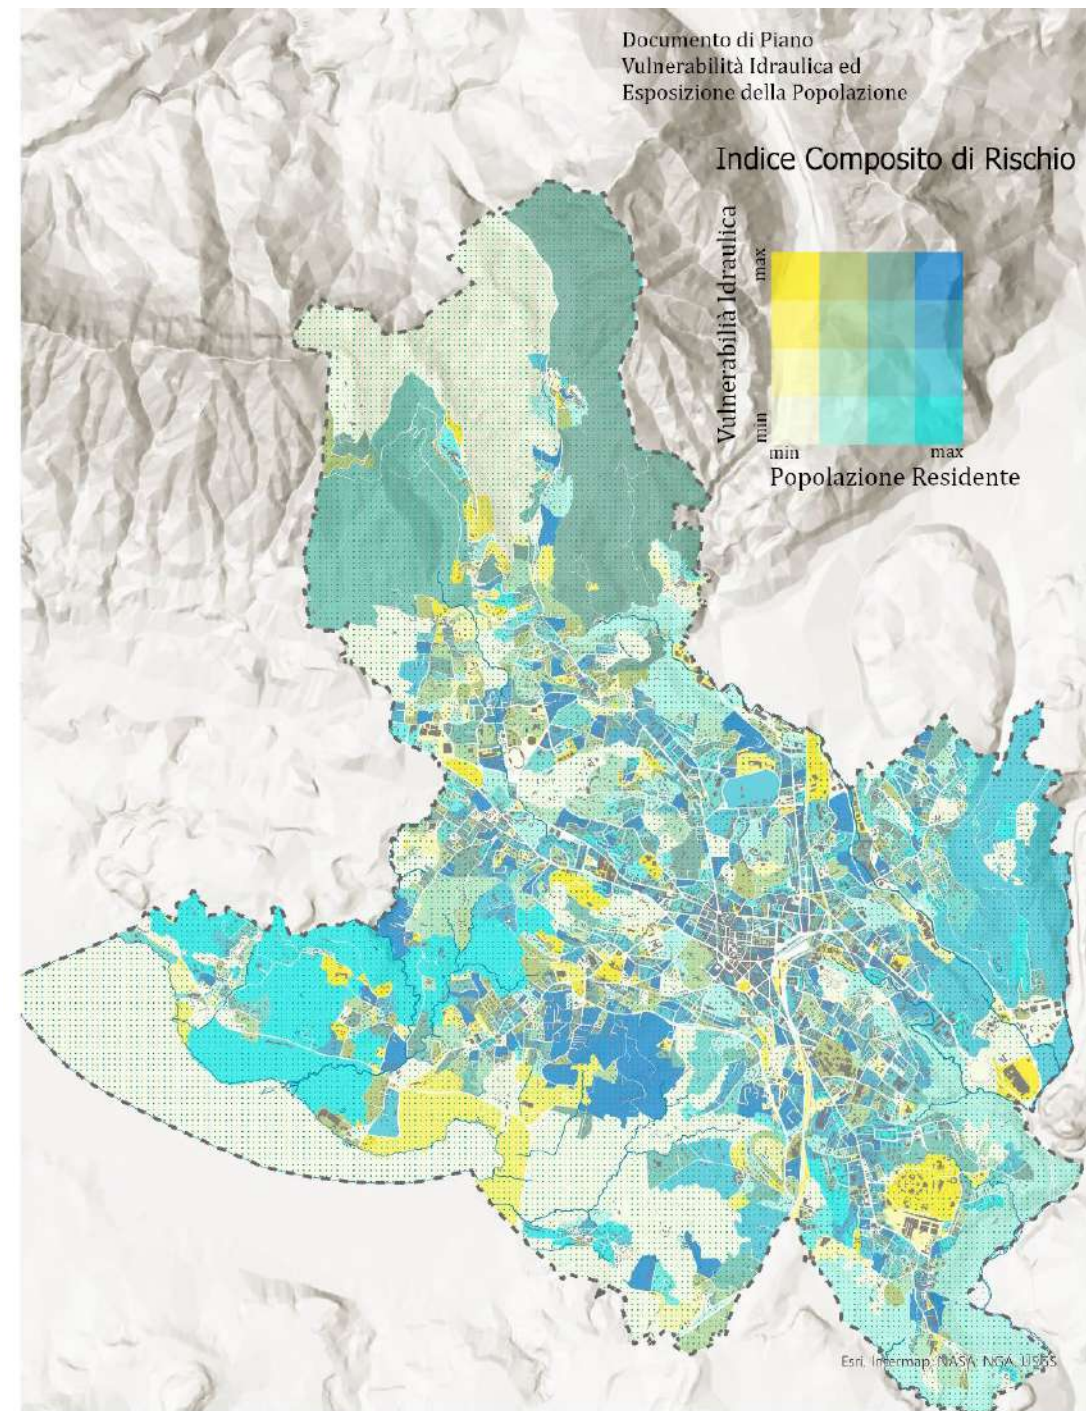 Documento di Piano
Vulnerabilità Idraulica ed
Esposizione della Popolazione
Indice Composito di Rischio
Vulnerabilià Idraulica
max
min
min
max
Popolazione Residente
Esri, Intermap, NASA, NGA, USGS